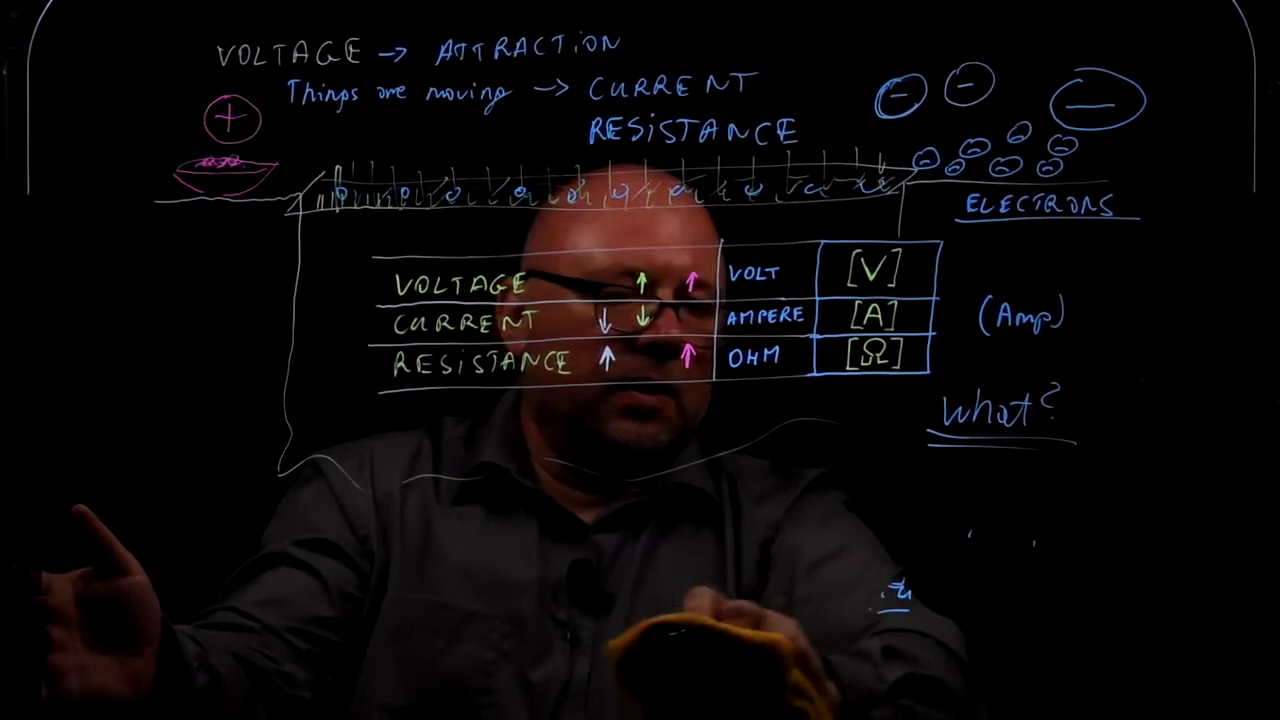 VOLTAGE → ATTRACTION
Things are moving → CURRENT
RESISTANCE
+
− − −
− − − − − − −
ELECTRONS
VOLTAGE ↑ ↑ VOLT [V]
CURRENT ↓ ↓ AMPERE [A] (Amp)
RESISTANCE ↑ ↑ OHM [Ω]
What?